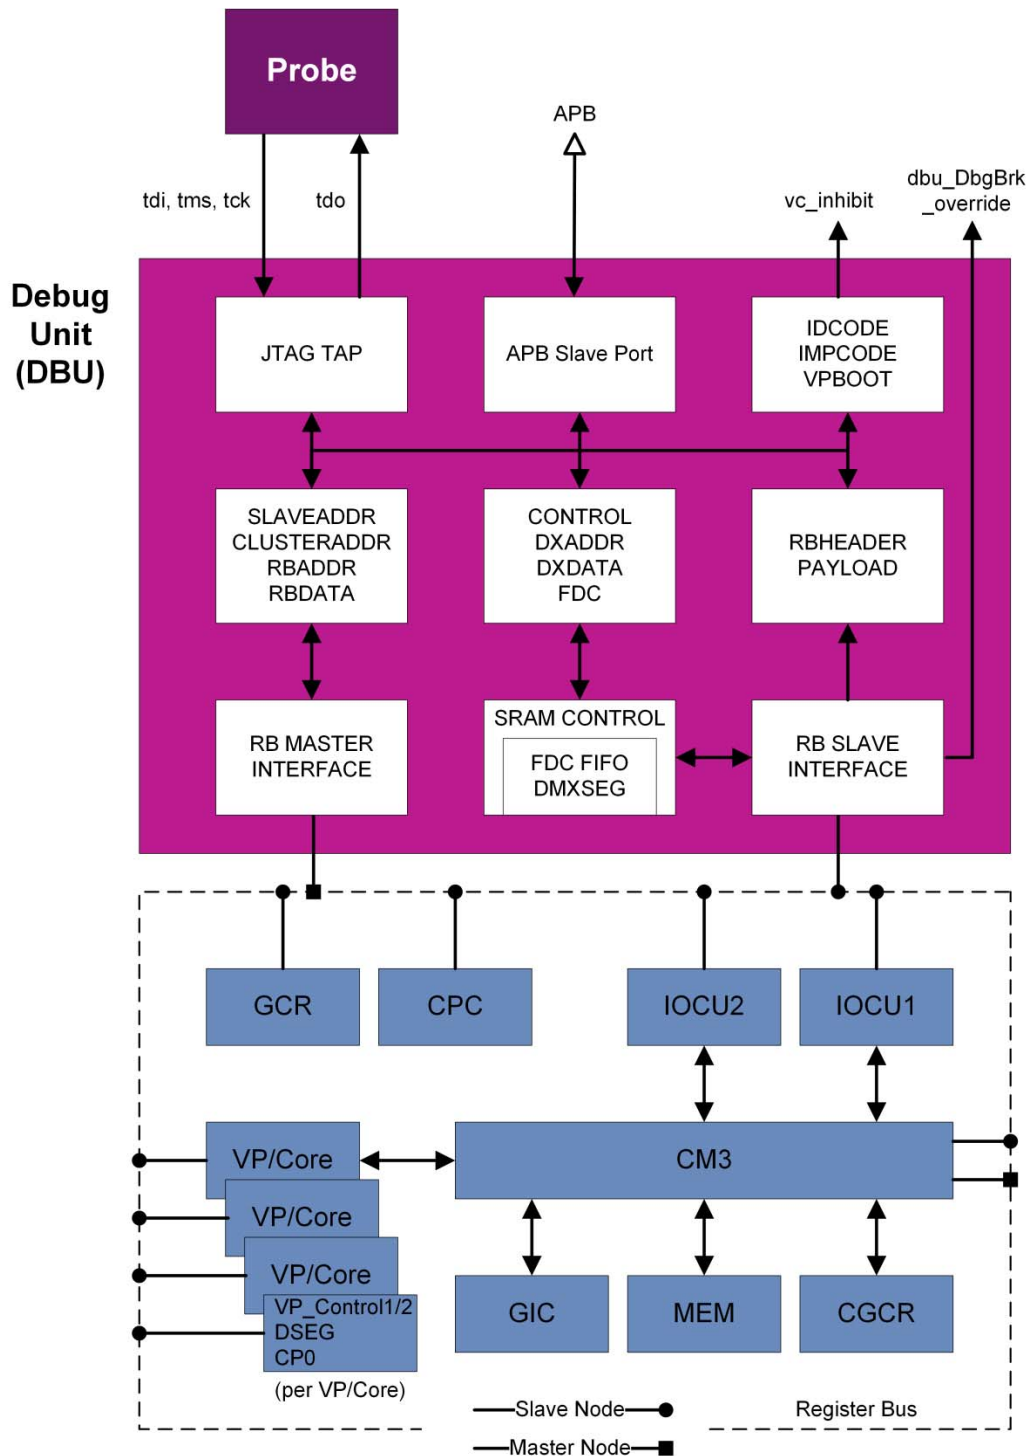 Probe
APB
tdi, tms, tck
tdo
vc_inhibit
dbu_DbgBrk
_override
Debug
Unit
(DBU)
JTAG TAP
APB Slave Port
IDCODE
IMPCODE
VPBOOT
SLAVEADDR
CLUSTERADDR
RBADDR
RBDATA
CONTROL
DXADDR
DXDATA
FDC
RBHEADER
PAYLOAD
RB MASTER
INTERFACE
SRAM CONTROL
FDC FIFO
DMXSEG
RB SLAVE
INTERFACE
GCR
CPC
IOCU2
IOCU1
VP/Core
CM3
VP/Core
VP/Core
VP_Control1/2
DSEG
CP0
(per VP/Core)
GIC
MEM
CGCR
Slave Node
Register Bus
Master Node